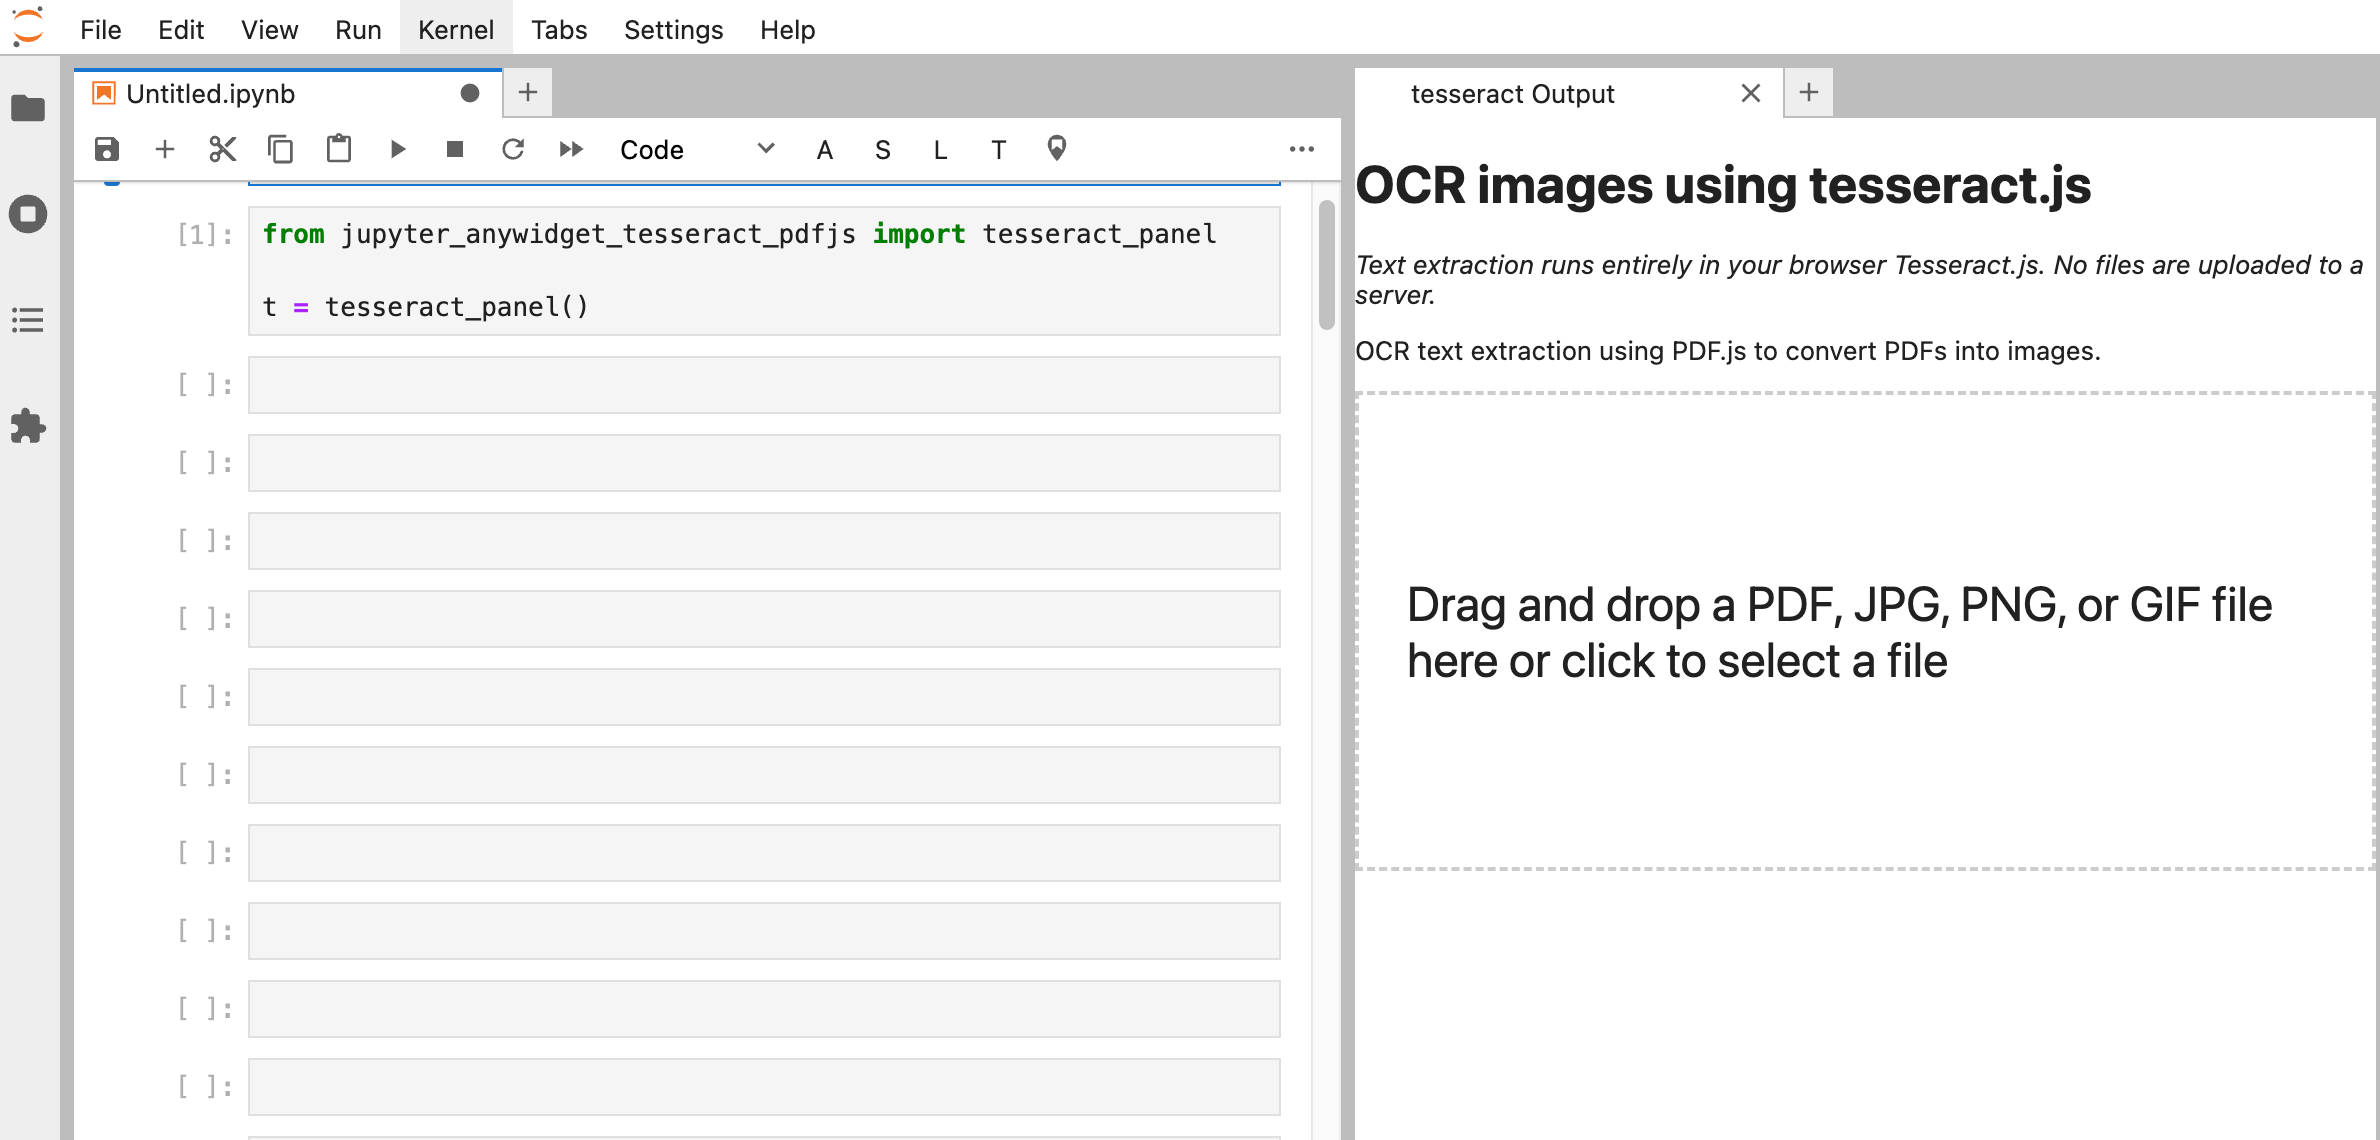 File Edit View Run Kernel Tabs Settings Help
Untitled.ipynb
Code A S L T
[1]: from jupyter_anywidget_tesseract_pdfjs import tesseract_panel
t = tesseract_panel()
[ ]:
[ ]:
[ ]:
[ ]:
[ ]:
[ ]:
[ ]:
[ ]:
[ ]:
[ ]:
tesseract Output
OCR images using tesseract.js
Text extraction runs entirely in your browser Tesseract.js. No files are uploaded to a
server.
OCR text extraction using PDF.js to convert PDFs into images.
Drag and drop a PDF, JPG, PNG, or GIF file
here or click to select a file